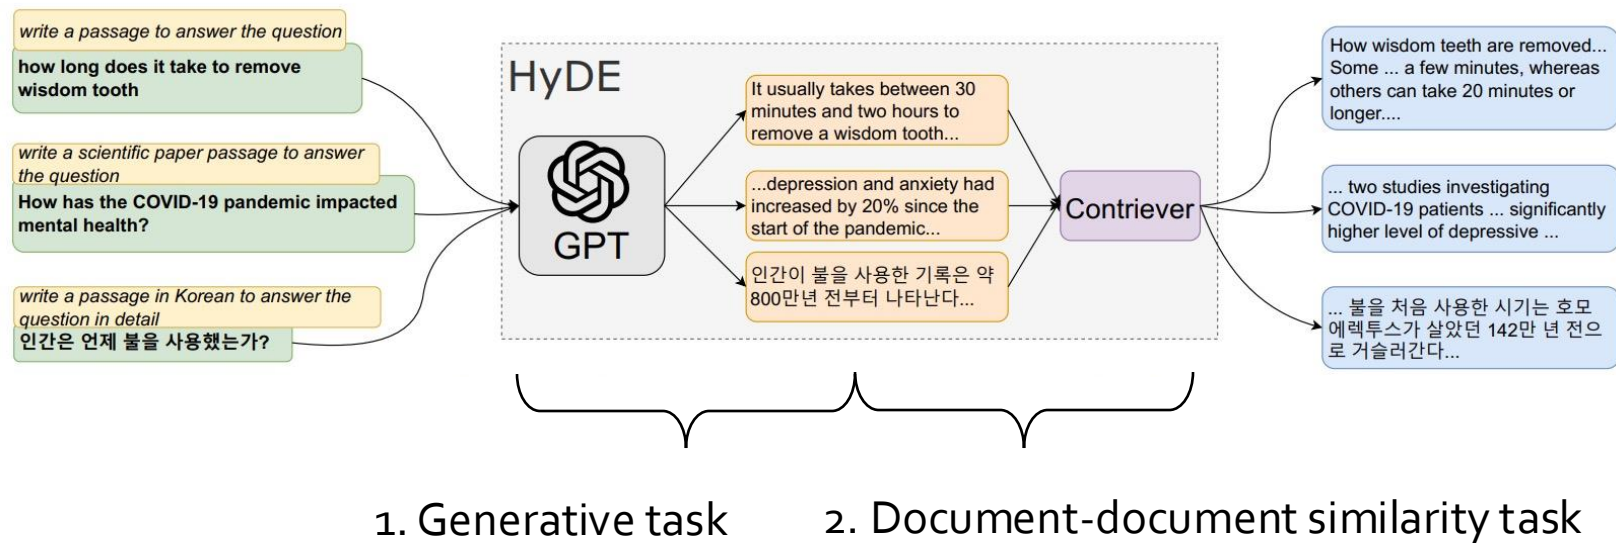 write a passage to answer the question
how long does it take to remove
wisdom tooth
write a scientific paper passage to answer
the question
How has the COVID-19 pandemic impacted
mental health?
write a passage in Korean to answer the
question in detail
인간은 언제 불을 사용했는가?
HyDE
GPT
It usually takes between 30
minutes and two hours to
remove a wisdom tooth...
...depression and anxiety had
increased by 20% since the
start of the pandemic...
인간이 불을 사용한 기록은 약
800만년 전부터 나타난다...
Contriever
How wisdom teeth are removed...
Some ... a few minutes, whereas
others can take 20 minutes or
longer....
... two studies investigating
COVID-19 patients ... significantly
higher level of depressive ...
... 불을 처음 사용한 시기는 호모
에렉투스가 살았던 142만 년 전으
로 거슬러간다...
1. Generative task
2. Document-document similarity task